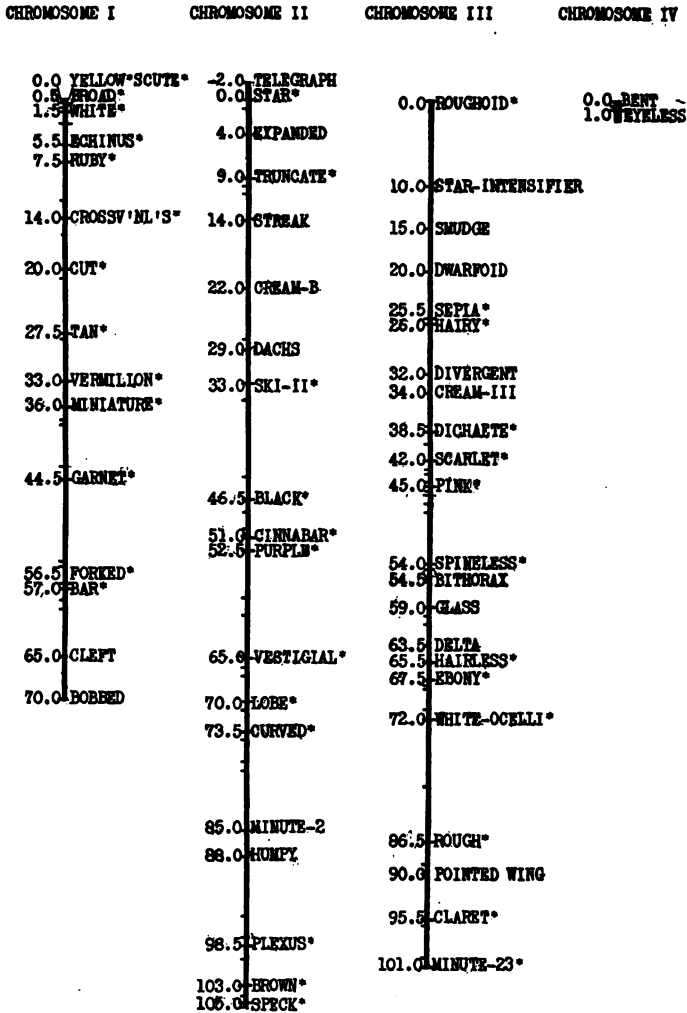 CHROMOSOME I
0.0 YELLOW*SCUTE*
0.5 BROAD*
1.5 WHITE*
5.5 ECHINUS*
7.5 RUBY*
14.0 CROSSV'NL'S*
20.0 CUT*
27.5 TAN*
33.0 VERMILION*
36.0 MINIATURE*
44.5 GARNET*
56.5 FORKED*
57.0 BAR*
65.0 CLEFT
70.0 BOBBED
CHROMOSOME II
-2.0 TELEGRAPH
0.0 STAR*
4.0 EXPANDED
9.0 TRUNCATE*
14.0 STREAK
22.0 CREAM-B
29.0 DACHS
33.0 SKI-II*
46.5 BLACK*
51.0 CINNABAR*
52.5 PURPLE*
65.0 VESTIGIAL*
70.0 LOBE*
73.5 CURVED*
85.0 MINUTE-2
88.0 HUMPY
98.5 PLEXUS*
103.0 BROWN*
105.0 SPECK*
CHROMOSOME III
0.0 ROUGHOID*
10.0 STAR-INTENSIFIER
15.0 SMUDGE
20.0 DWARFOID
25.5 SEPIA*
26.0 HAIRY*
32.0 DIVERGENT
34.0 CREAM-III
38.5 DICHAETE*
42.0 SCARLET*
45.0 PINK*
54.0 SPINELESS*
54.5 BITHORAX
59.0 GLASS
63.5 DELTA
65.5 HAIRLESS*
67.5 EBONY*
72.0 WHITE-OCELLI*
86.5 ROUGH*
90.0 POINTED WING
95.5 CLARET*
101.0 MINUTE-23*
CHROMOSOME IV
0.0 BENT
1.0 EYELESS